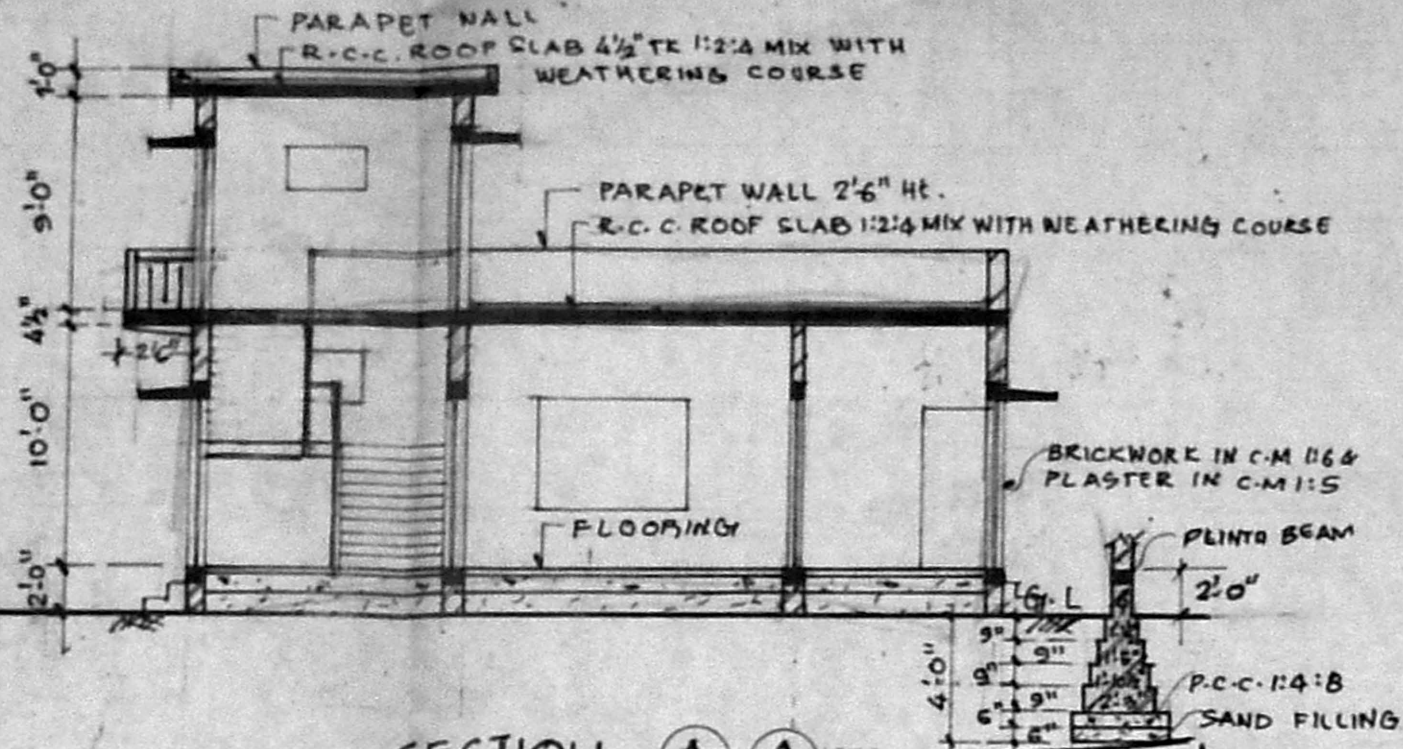 PARAPET WALL
R.C.C. ROOF SLAB 4½" TK 1:2:4 MIX WITH
WEATHERING COURSE
1'-0"
9'-0"
PARAPET WALL 2'-6" Ht.
R.C.C. ROOF SLAB 1:2:4 MIX WITH WEATHERING COURSE
4½"
2'6"
10'-0"
BRICKWORK IN C.M 1:6 &
PLASTER IN C.M 1:5
FLOORING
PLINTH BEAM
2'-0"
2'-0"
G.L
9"
9"
9"
9"
4'-0"
6"
6"
P.C.C. 1:4:8
SAND FILLING
SECTION A A